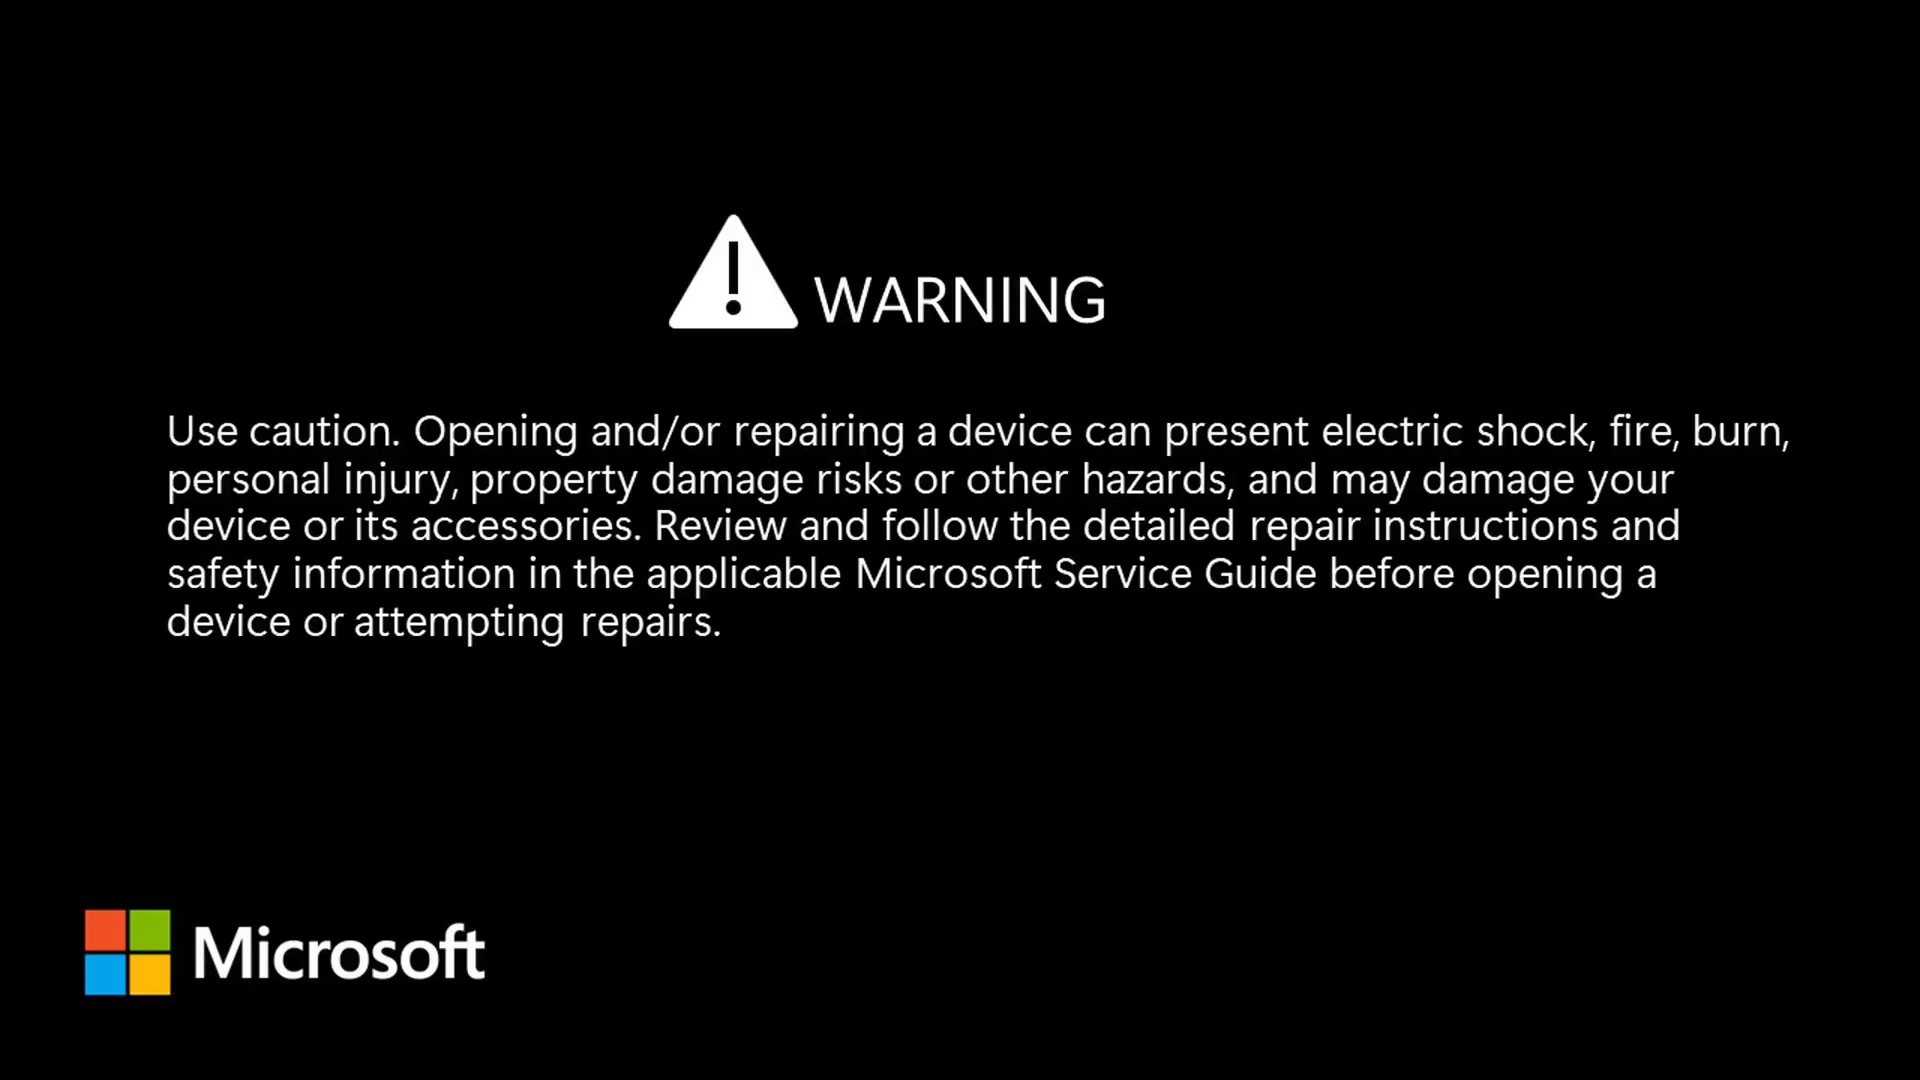 WARNING
Use caution. Opening and/or repairing a device can present electric shock, fire, burn,
personal injury, property damage risks or other hazards, and may damage your
device or its accessories. Review and follow the detailed repair instructions and
safety information in the applicable Microsoft Service Guide before opening a
device or attempting repairs.
Microsoft